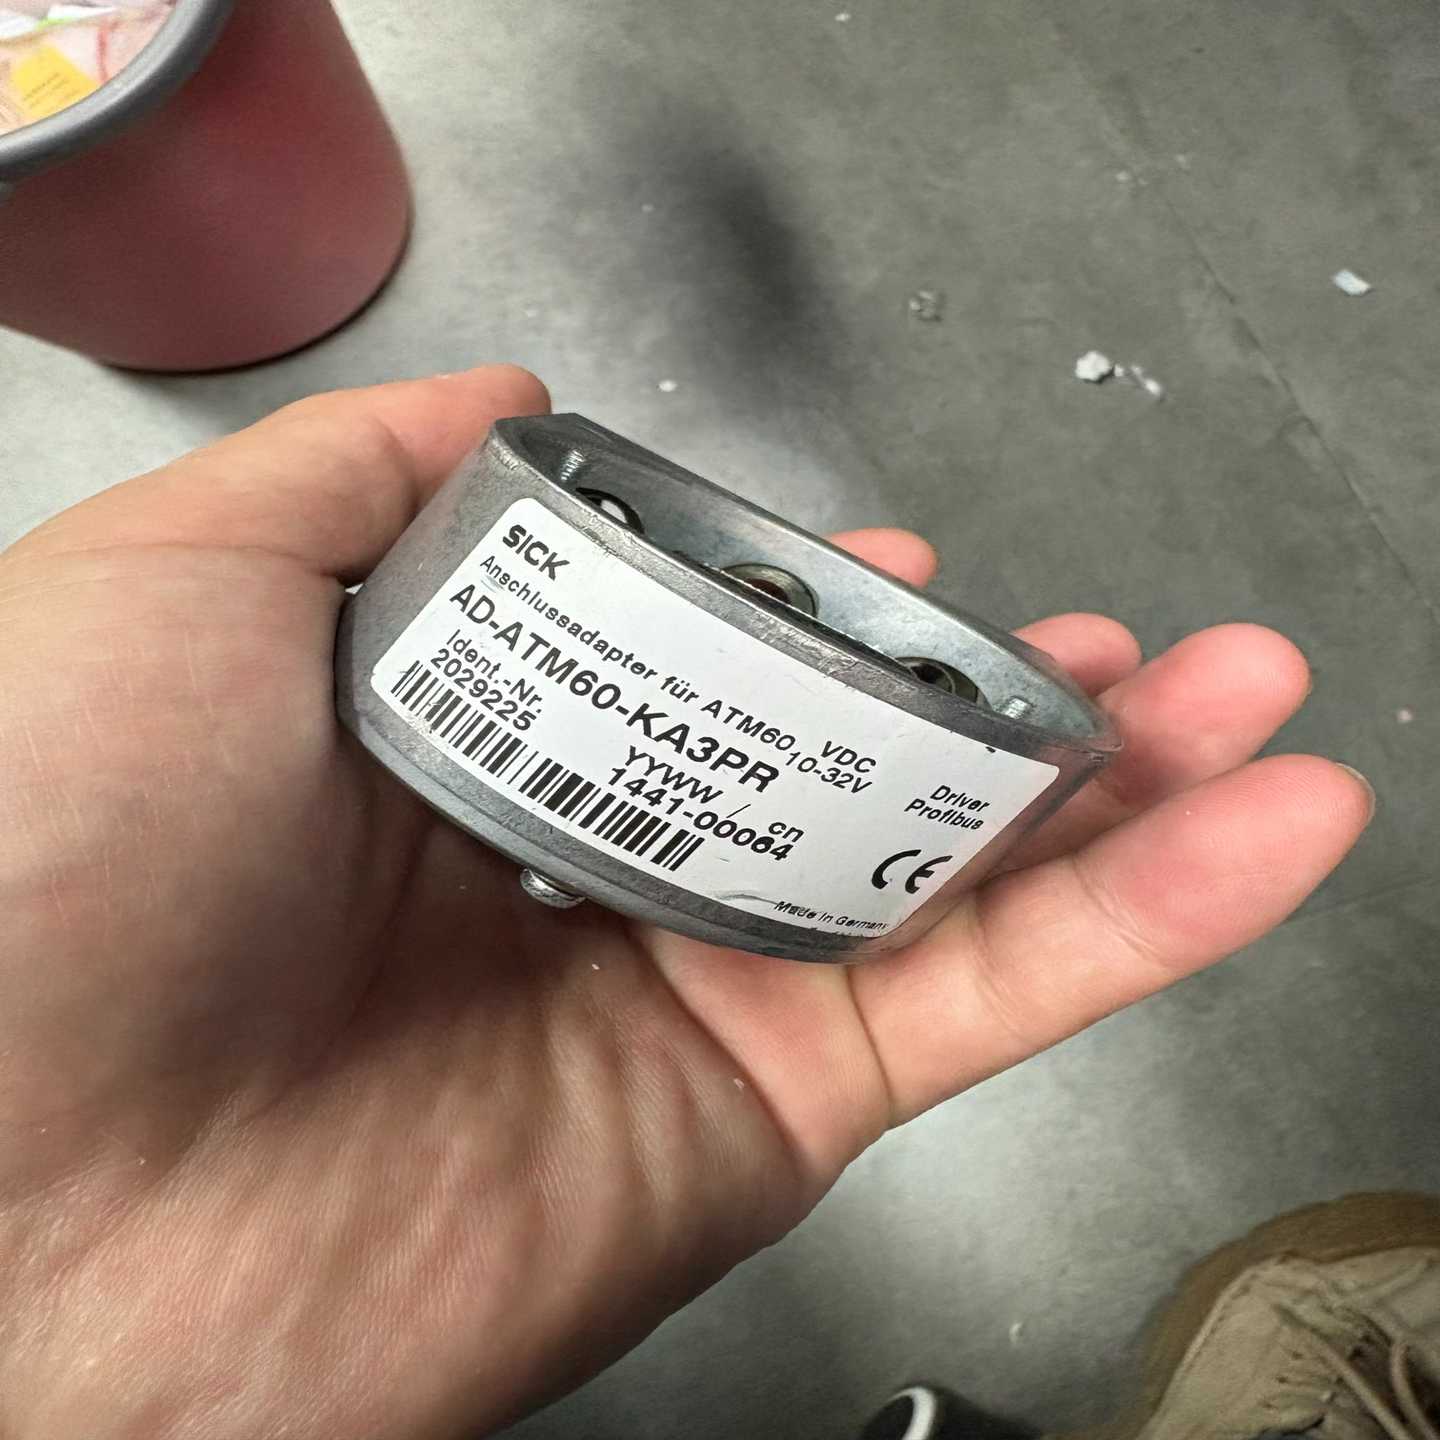 SICK
Anschlussadapter für ATM60
AD-ATM60-KA3PR
VDC
10-32V
Driver
Profibus
Ident.-Nr.
2029225
YYWW / cn
1441-00064
CE
Made in Germany